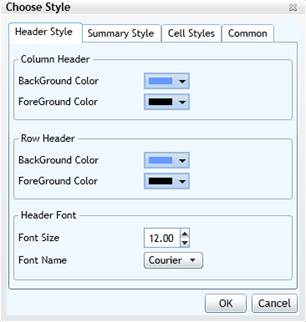 Choose Style
Header Style Summary Style Cell Styles Common
Column Header
BackGround Color
ForeGround Color
Row Header
BackGround Color
ForeGround Color
Header Font
Font Size 12.00
Font Name Courier
OK Cancel